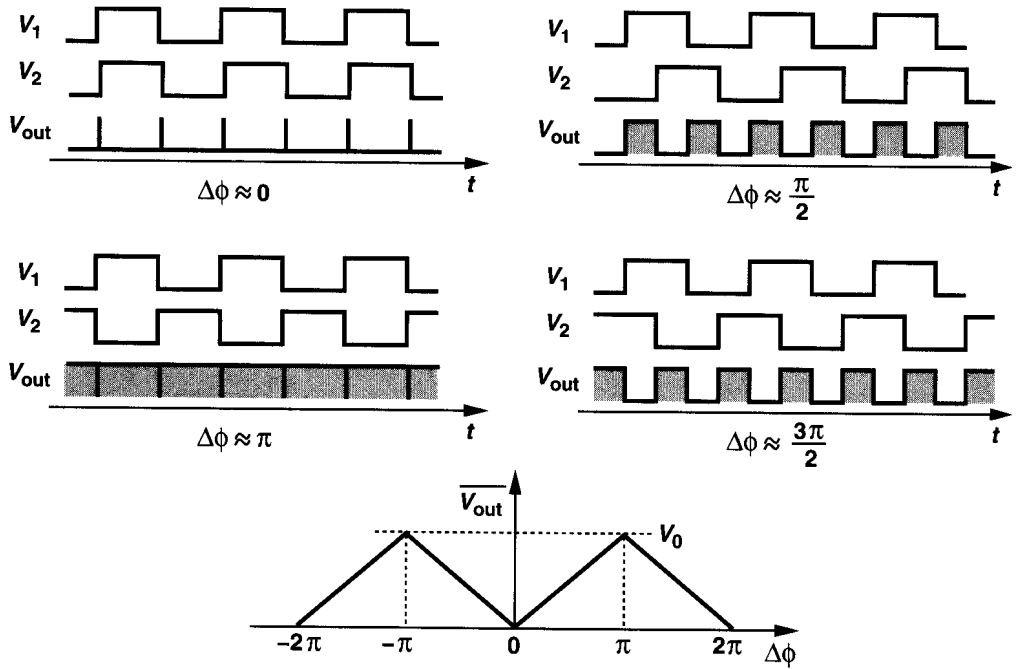 V1
V2
Vout
t
Δϕ ≈ 0
V1
V2
Vout
t
Δϕ ≈ π/2
V1
V2
Vout
t
Δϕ ≈ π
V1
V2
Vout
t
Δϕ ≈ 3π/2
Vout
V0
−2π −π 0 π 2π
Δϕ